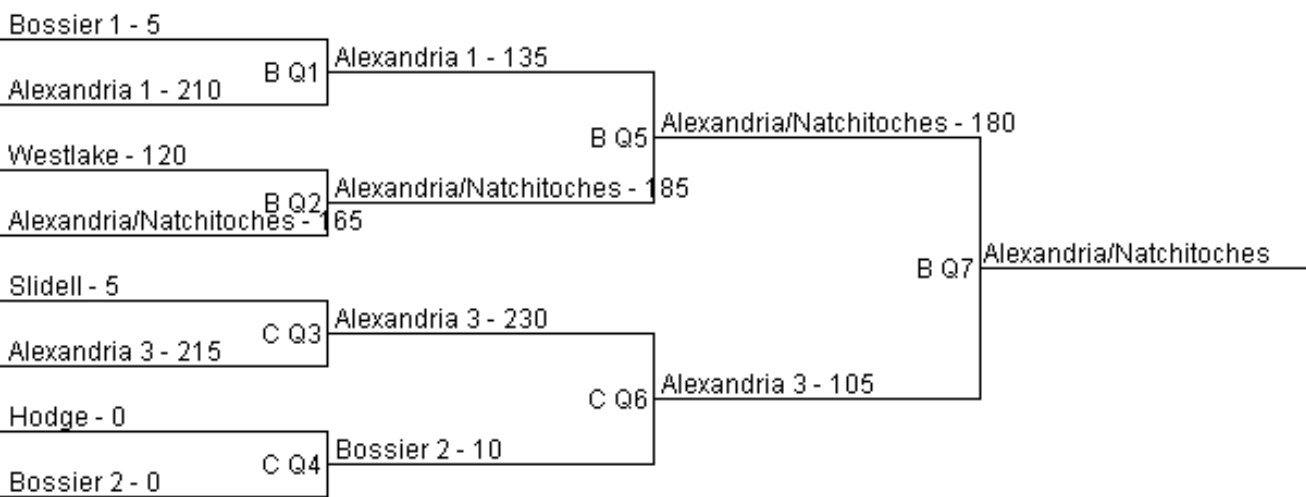 Bossier 1 - 5
B Q1
Alexandria 1 - 135
Alexandria 1 - 210
B Q5
Alexandria/Natchitoches - 180
Westlake - 120
B Q2
Alexandria/Natchitoches - 185
Alexandria/Natchitoches - 165
B Q7
Alexandria/Natchitoches
Slidell - 5
C Q3
Alexandria 3 - 230
Alexandria 3 - 215
C Q6
Alexandria 3 - 105
Hodge - 0
C Q4
Bossier 2 - 10
Bossier 2 - 0